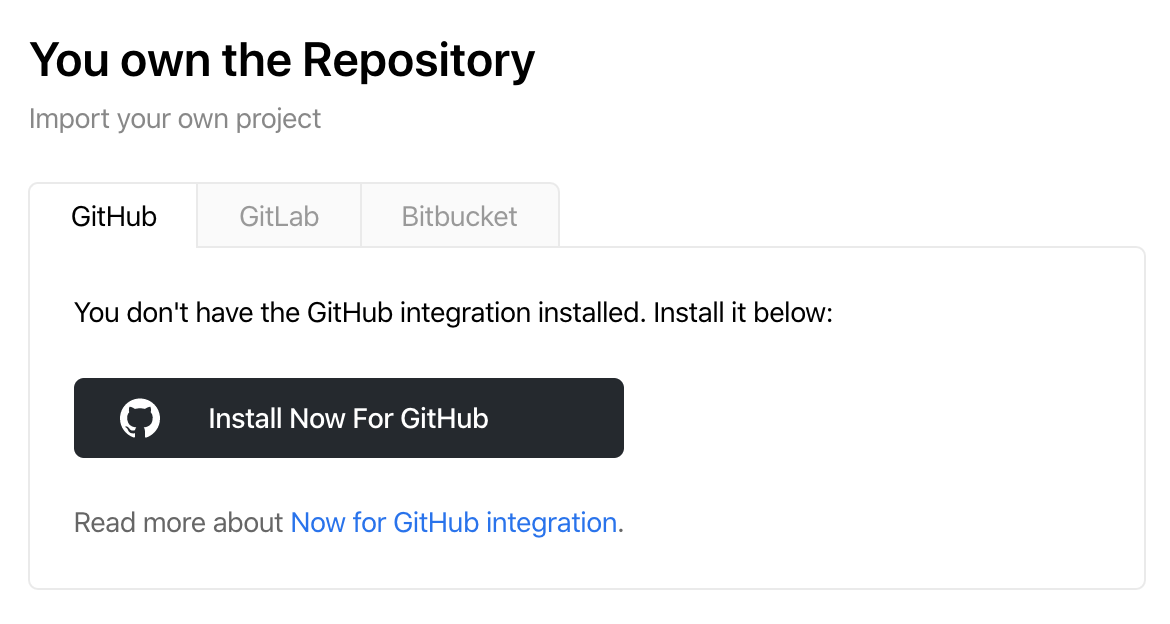 You own the Repository
Import your own project
GitHub
GitLab
Bitbucket
You don't have the GitHub integration installed. Install it below:
Install Now For GitHub
Read more about Now for GitHub integration.